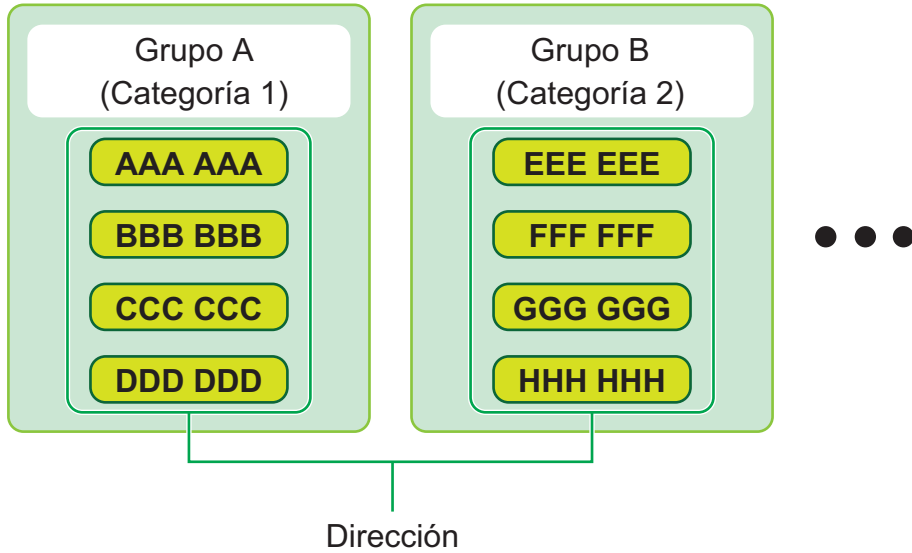 Grupo A
(Categoría 1)
AAA AAA
BBB BBB
CCC CCC
DDD DDD
Grupo B
(Categoría 2)
EEE EEE
FFF FFF
GGG GGG
HHH HHH
Dirección